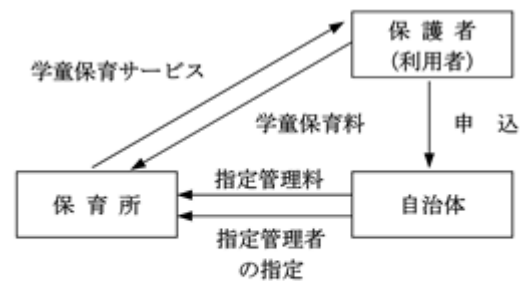 保護者
(利用者)
学童保育サービス
学童保育料
申込
指定管理料
保育所
自治体
指定管理者
の指定